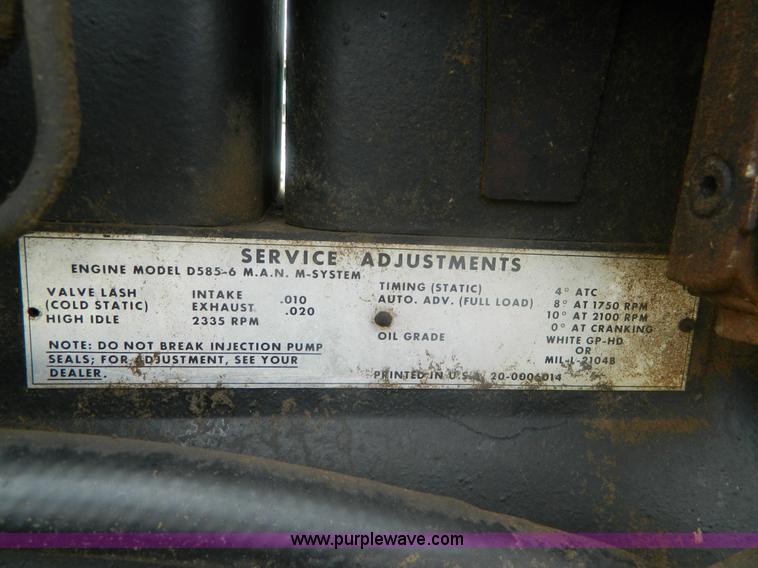 SERVICE ADJUSTMENTS
ENGINE MODEL D585-6 M.A.N. M-SYSTEM
VALVE LASH INTAKE .010
(COLD STATIC) EXHAUST .020
HIGH IDLE 2335 RPM
NOTE: DO NOT BREAK INJECTION PUMP
SEALS; FOR ADJUSTMENT, SEE YOUR
DEALER.
TIMING (STATIC) 4° ATC
AUTO. ADV. (FULL LOAD) 8° AT 1750 RPM
10° AT 2100 RPM
0° AT CRANKING
OIL GRADE WHITE GP-HD
OR
MIL-L-2104B
PRINTED IN U.S.A. 20-0006014
www.purplewave.com